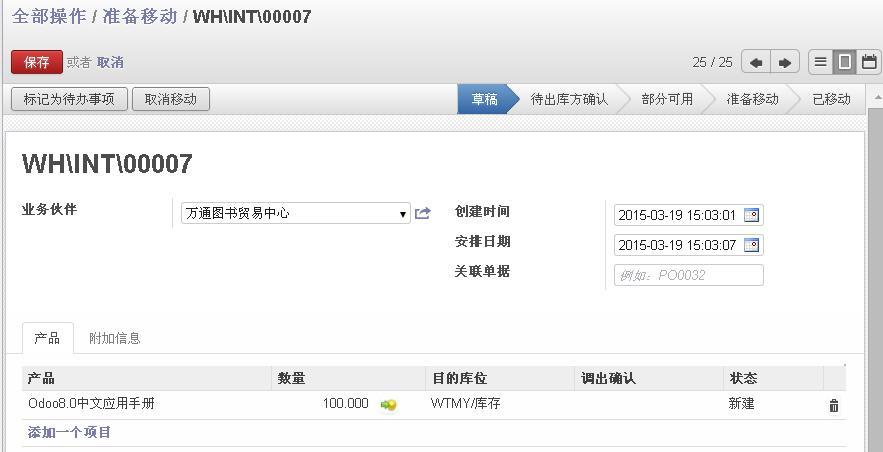 全部操作 / 准备移动 / WH\INT\00007
保存 或者 取消 25 / 25
标记为待办事项 取消移动 草稿 待出库方确认 部分可用 准备移动 已移动
WH\INT\00007
业务伙伴 万通图书贸易中心 创建时间 2015-03-19 15:03:01
安排日期 2015-03-19 15:03:07
关联单据 例如：PO0032
产品 附加信息
产品 数量 目的库位 调出确认 状态
Odoo8.0中文应用手册 100.000 WTMY/库存 新建
添加一个项目